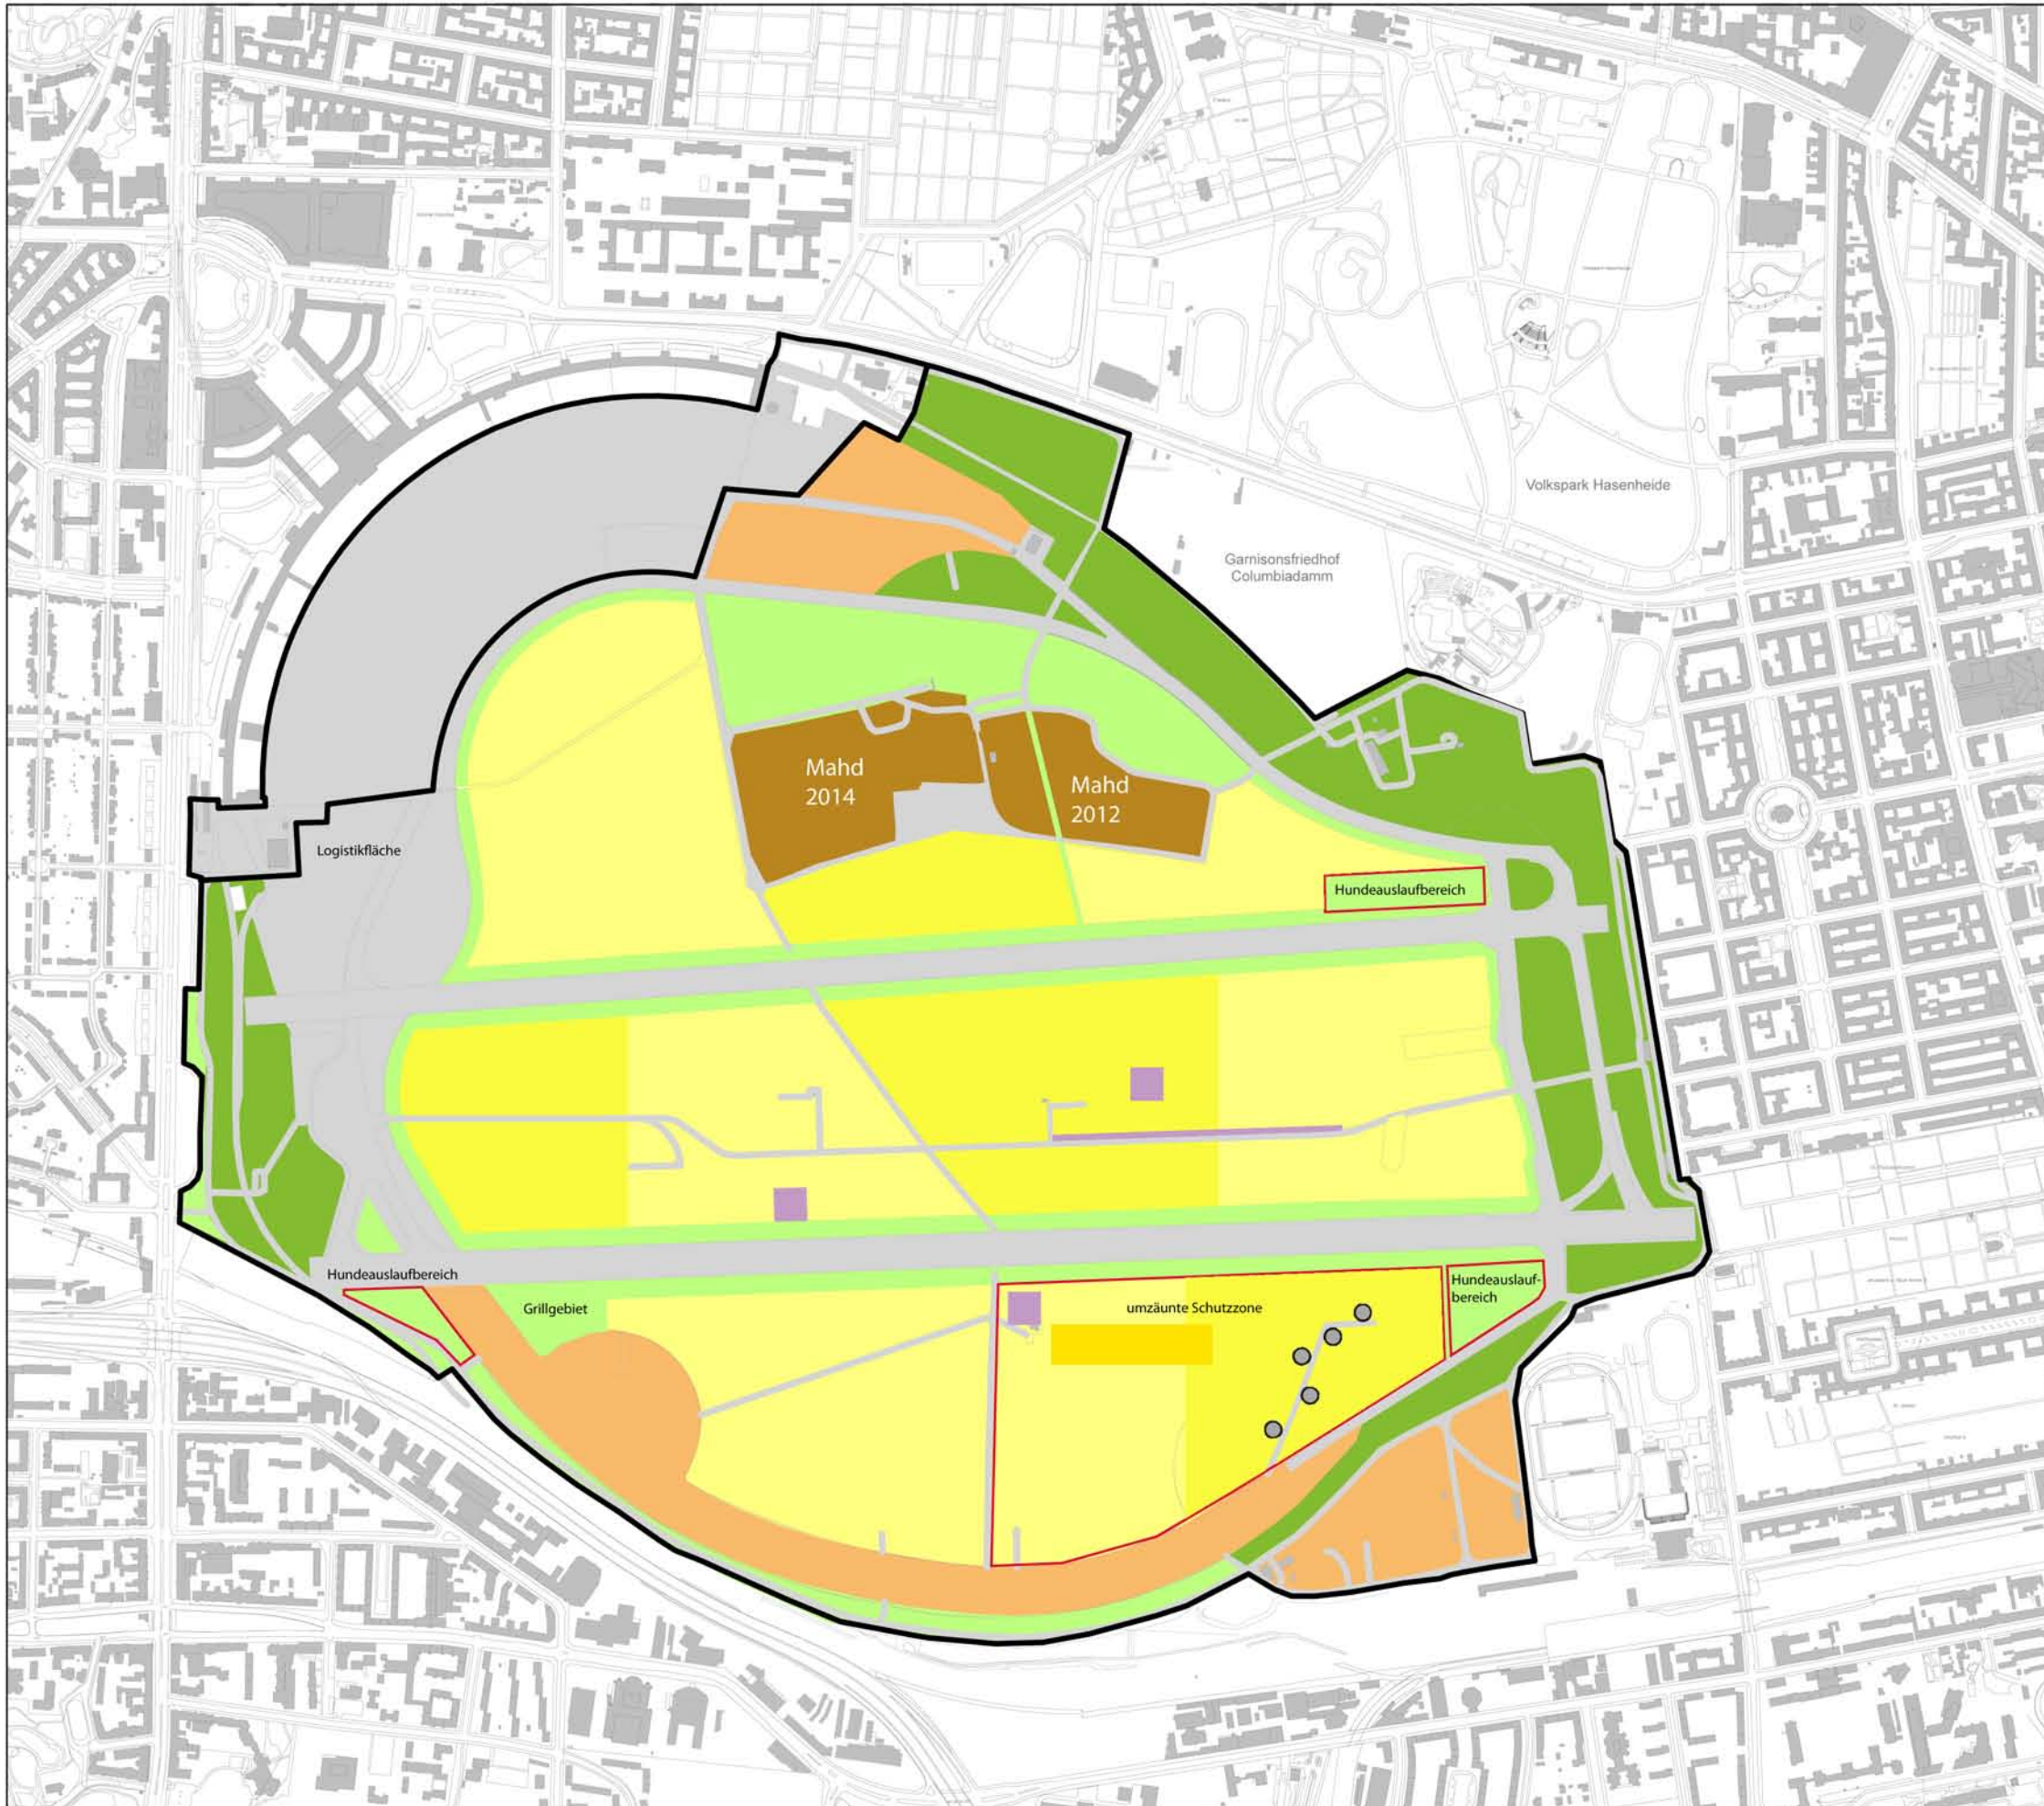 Volkspark Hasenheide
Garnisonsfriedhof
Columbiadamm
Mahd
2014
Mahd
2012
Logistikfläche
Hundeauslaufbereich
Hundeauslaufbereich
Grillgebiet
umzäunte Schutzzone
Hundeauslauf-
bereich